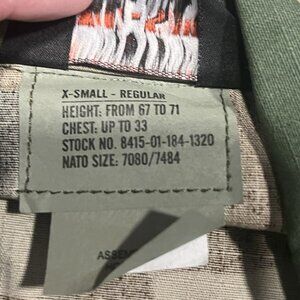 X-SMALL - REGULAR
HEIGHT: FROM 67 TO 71
CHEST: UP TO 33
STOCK NO. 8415-01-184-1320
NATO SIZE: 7080/7484
ASSEM